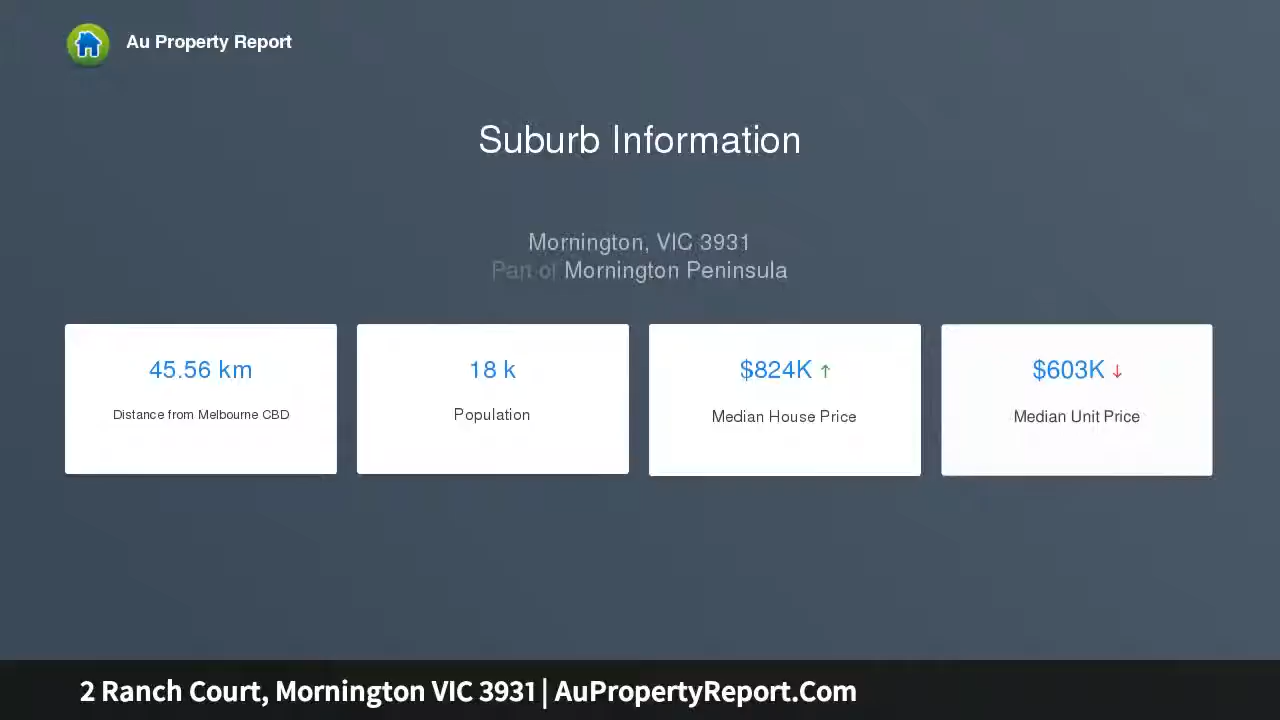 Au Property Report
Suburb Information
Mornington, VIC 3931
Part of Mornington Peninsula
45.56 km
Distance from Melbourne CBD
18 k
Population
$824K ↑
Median House Price
$603K ↓
Median Unit Price
2 Ranch Court, Mornington VIC 3931 | AuPropertyReport.Com